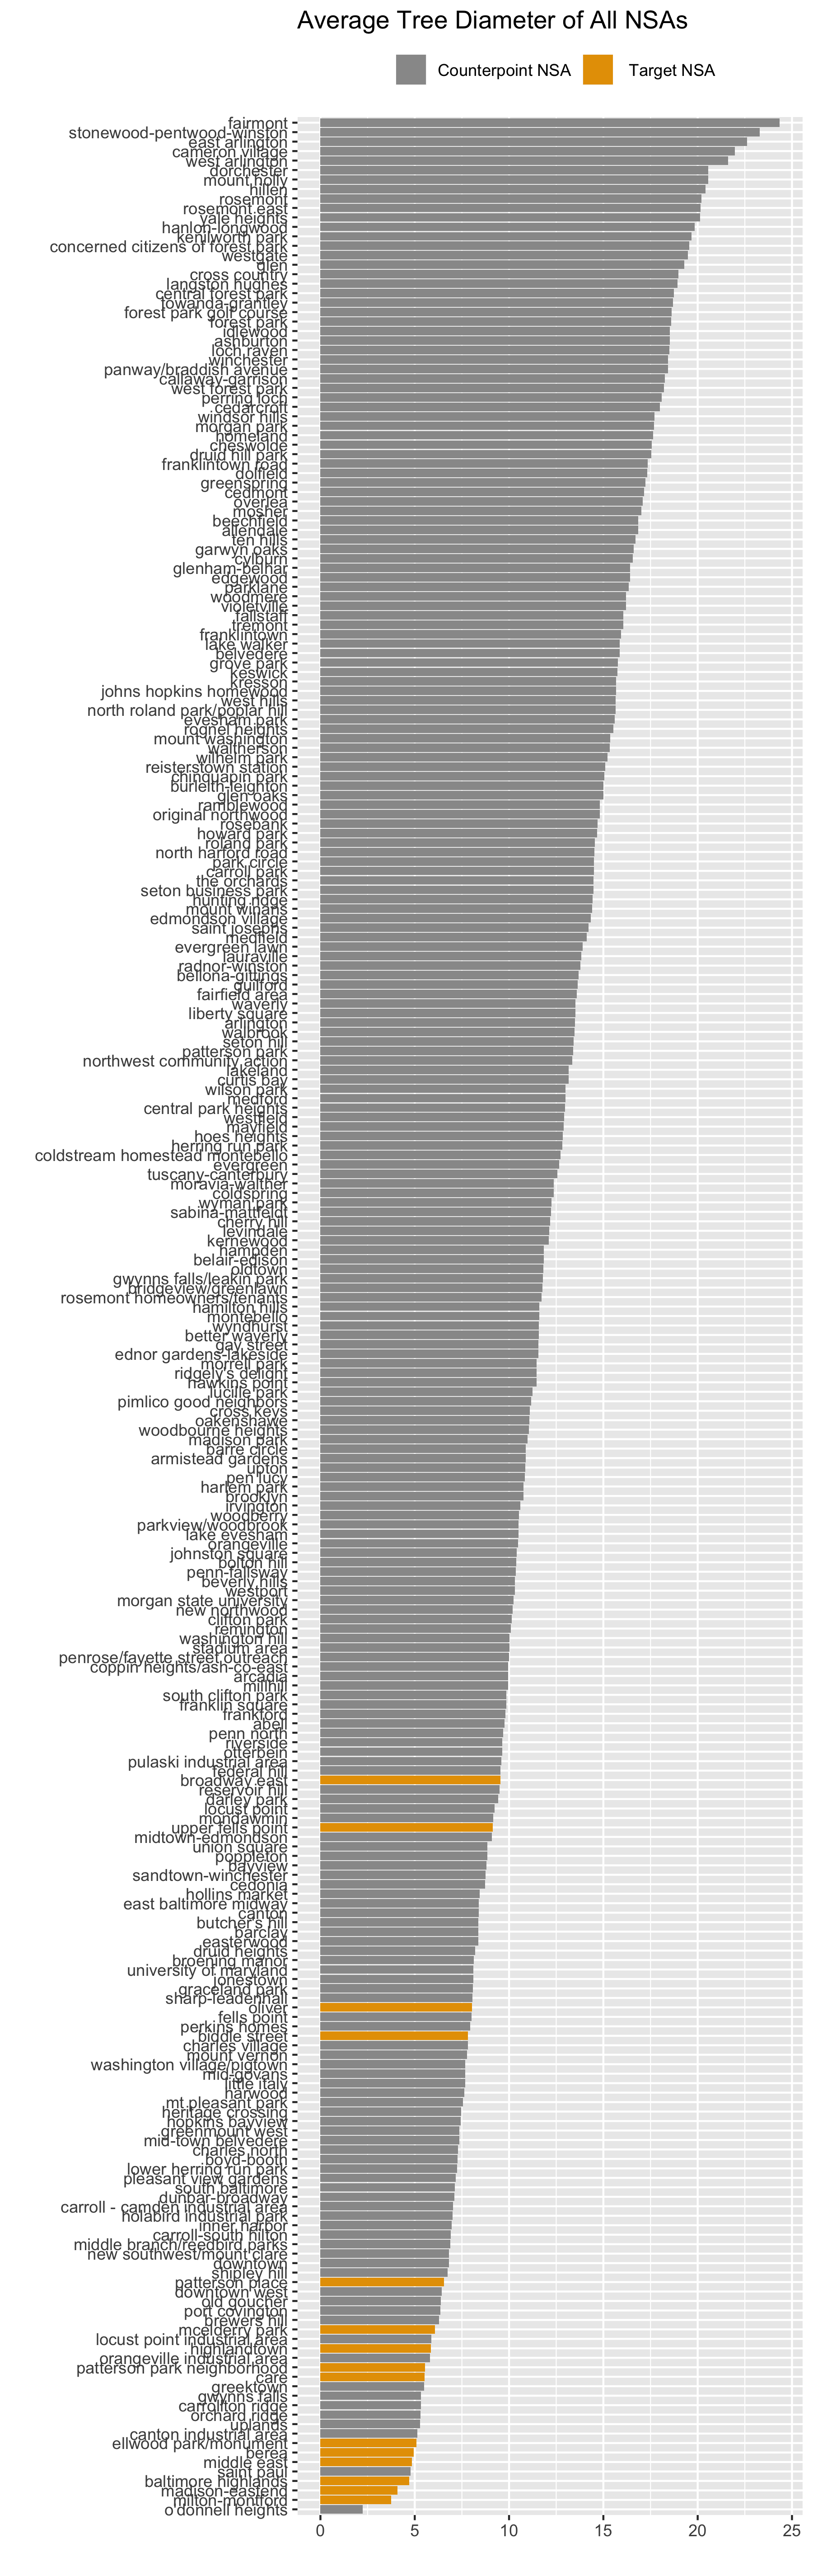 Average Tree Diameter of All NSAs
Counterpoint NSA
Target NSA
fairmont
stonewood-pentwood-winston
east arlington
cameron village
west arlington
dorchester
mount holly
hillen
rosemont
rosemont east
yale heights
hanlon-longwood
kenilworth park
concerned citizens of forest park
westgate
glen
cross country
langston hughes
central forest park
towanda-grantley
forest park golf course
forest park
idlewood
ashburton
loch raven
winchester
panway/braddish avenue
callaway-garrison
west forest park
perring loch
cedarcroft
windsor hills
morgan park
homeland
cheswolde
druid hill park
franklintown road
dolfield
greenspring
cedmont
overlea
mosher
beechfield
allendale
ten hills
garwyn oaks
cylburn
glenham-belhar
edgewood
parklane
woodmere
violetville
fallstaff
tremont
franklintown
lake walker
belvedere
grove park
keswick
kresson
johns hopkins homewood
west hills
north roland park/poplar hill
evesham park
rognel heights
mount washington
waltherson
wilhelm park
reisterstown station
chinquapin park
burleith-leighton
glen oaks
ramblewood
original northwood
rosebank
howard park
roland park
north harford road
park circle
carroll park
the orchards
seton business park
hunting ridge
mount winans
edmondson village
saint josephs
medfield
evergreen lawn
lauraville
radnor-winston
bellona-gittings
guilford
fairfield area
waverly
liberty square
arlington
walbrook
seton hill
patterson park
northwest community action
lakeland
curtis bay
wilson park
medford
central park heights
westfield
mayfield
hoes heights
herring run park
coldstream homestead montebello
evergreen
tuscany-canterbury
moravia-walther
coldspring
wyman park
sabina-mattfeldt
cherry hill
levindale
kernewood
hampden
belair-edison
oldtown
gwynns falls/leakin park
bridgeview/greenlawn
rosemont homeowners/tenants
hamilton hills
montebello
wyndhurst
better waverly
gay street
ednor gardens-lakeside
morrell park
ridgely's delight
hawkins point
lucille park
pimlico good neighbors
cross keys
oakenshawe
woodbourne heights
madison park
barre circle
armistead gardens
upton
pen lucy
harlem park
brooklyn
irvington
woodberry
parkview/woodbrook
lake evesham
orangeville
johnston square
bolton hill
penn-fallsway
beverly hills
westport
morgan state university
new northwood
clifton park
remington
washington hill
stadium area
penrose/fayette street outreach
coppin heights/ash-co-east
arcadia
millhill
south clifton park
franklin square
frankford
abell
penn north
riverside
otterbein
pulaski industrial area
federal hill
broadway east
reservoir hill
darley park
locust point
mondawmin
upper fells point
midtown-edmondson
union square
poppleton
bayview
sandtown-winchester
cedonia
hollins market
east baltimore midway
canton
butcher's hill
barclay
easterwood
druid heights
broening manor
university of maryland
jonestown
graceland park
sharp-leadenhall
oliver
fells point
perkins homes
biddle street
charles village
mount vernon
washington village/pigtown
mid-govans
little italy
harwood
mt pleasant park
heritage crossing
hopkins bayview
greenmount west
mid-town belvedere
charles north
boyd-booth
lower herring run park
pleasant view gardens
south baltimore
dunbar-broadway
carroll - camden industrial area
holabird industrial park
inner harbor
carroll-south hilton
middle branch/reedbird parks
new southwest/mount clare
downtown
shipley hill
patterson place
downtown west
old goucher
port covington
brewers hill
mcelderry park
locust point industrial area
highlandtown
orangeville industrial area
patterson park neighborhood
care
greektown
gwynns falls
carrollton ridge
orchard ridge
uplands
canton industrial area
ellwood park/monument
berea
middle east
saint paul
baltimore highlands
madison-eastend
milton-montford
o'donnell heights
0 5 10 15 20 25